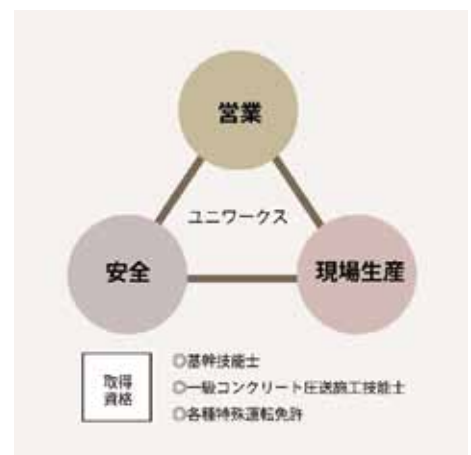 営業
ユニワークス
安全
現場生産
取得
資格
◎基幹技能士
◎一級コンクリート圧送施工技能士
◎各種特殊運転免許